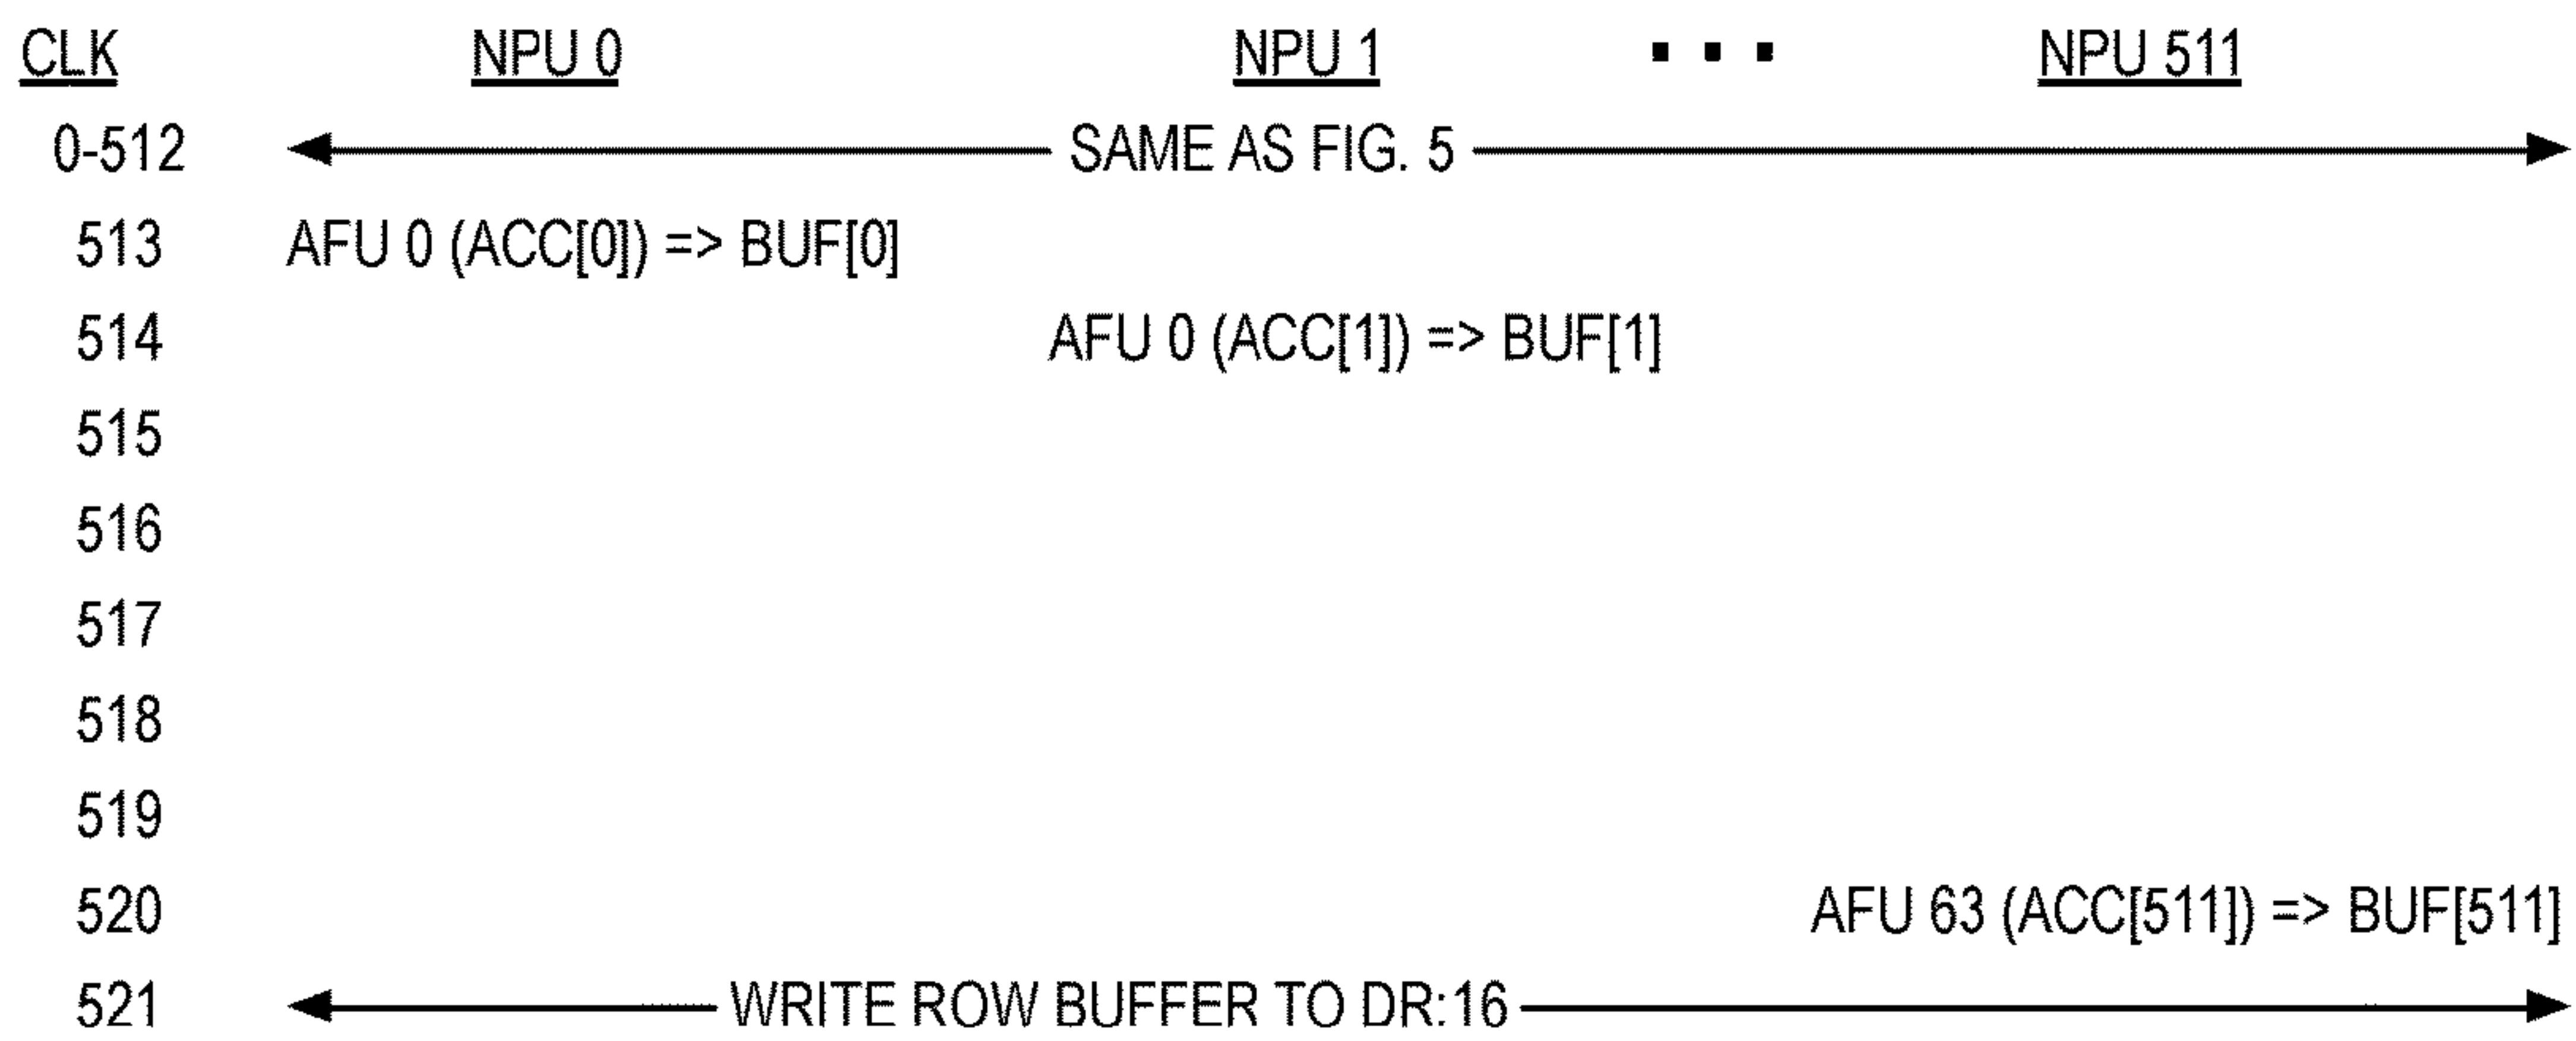 CLK NPU 0 NPU 1 ... NPU 511
0-512 SAME AS FIG. 5
513 AFU 0 (ACC[0]) => BUF[0]
514 AFU 0 (ACC[1]) => BUF[1]
515
516
517
518
519
520 AFU 63 (ACC[511]) => BUF[511]
521 WRITE ROW BUFFER TO DR:16